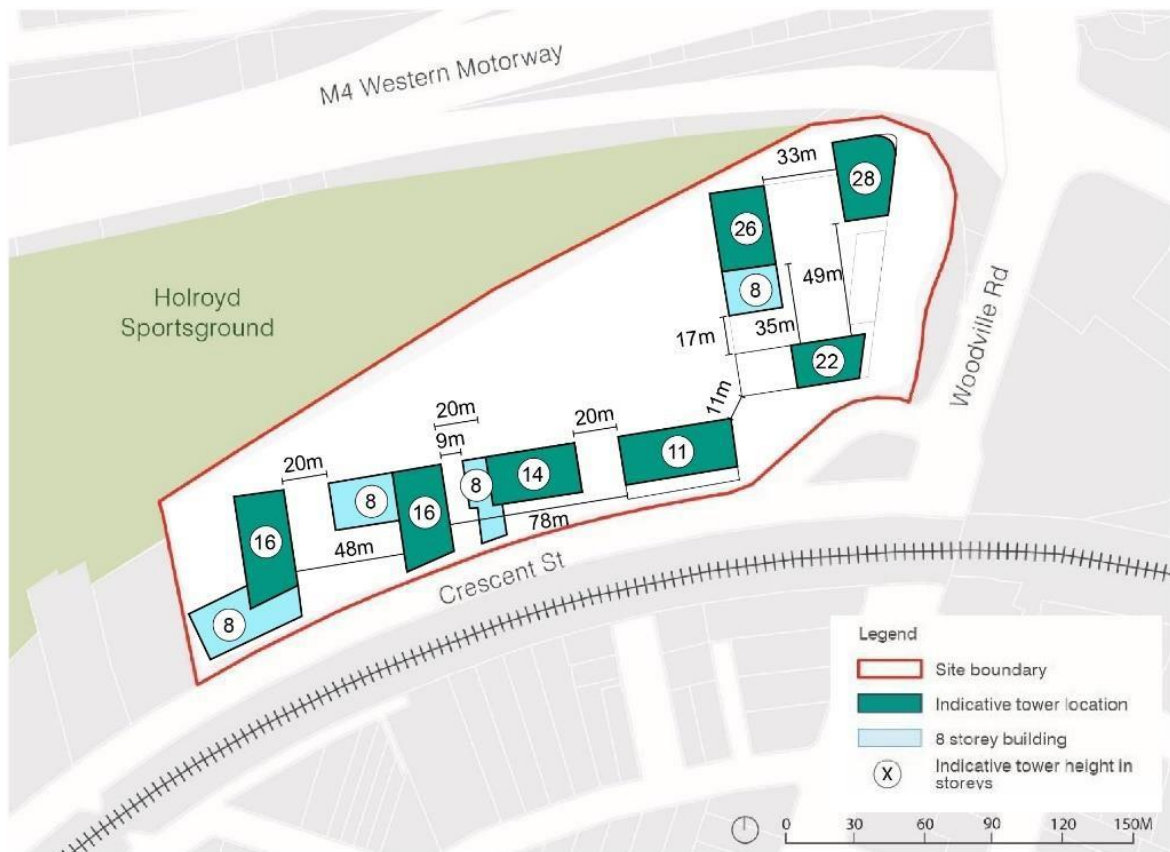 M4 Western Motorway
33m
28
26
Holroyd
Sportsground
8
49m
35m
17m
22
Woodville Rd
11m
20m
20m
9m
20m
11
8
8
14
16
16
78m
48m
Crescent St
8
Legend
Site boundary
Indicative tower location
8 storey building
X
Indicative tower height in
storeys
0 30 60 90 120 150M